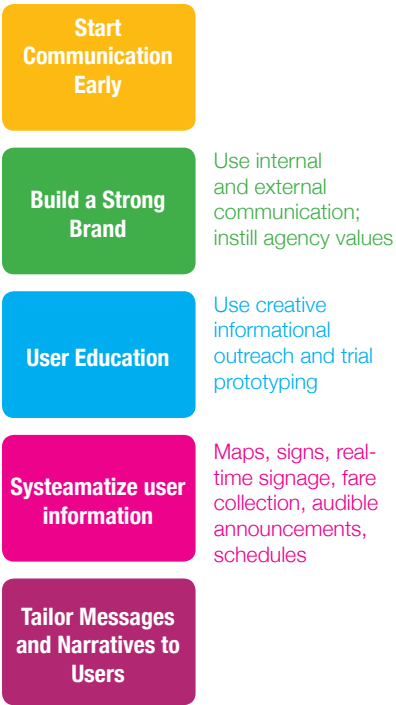 Start
Communication
Early
Build a Strong
Brand
Use internal
and external
communication;
instill agency values
User Education
Use creative
informational
outreach and trial
prototyping
Systeamatize user
information
Maps, signs, real-
time signage, fare
collection, audible
announcements,
schedules
Tailor Messages
and Narratives to
Users